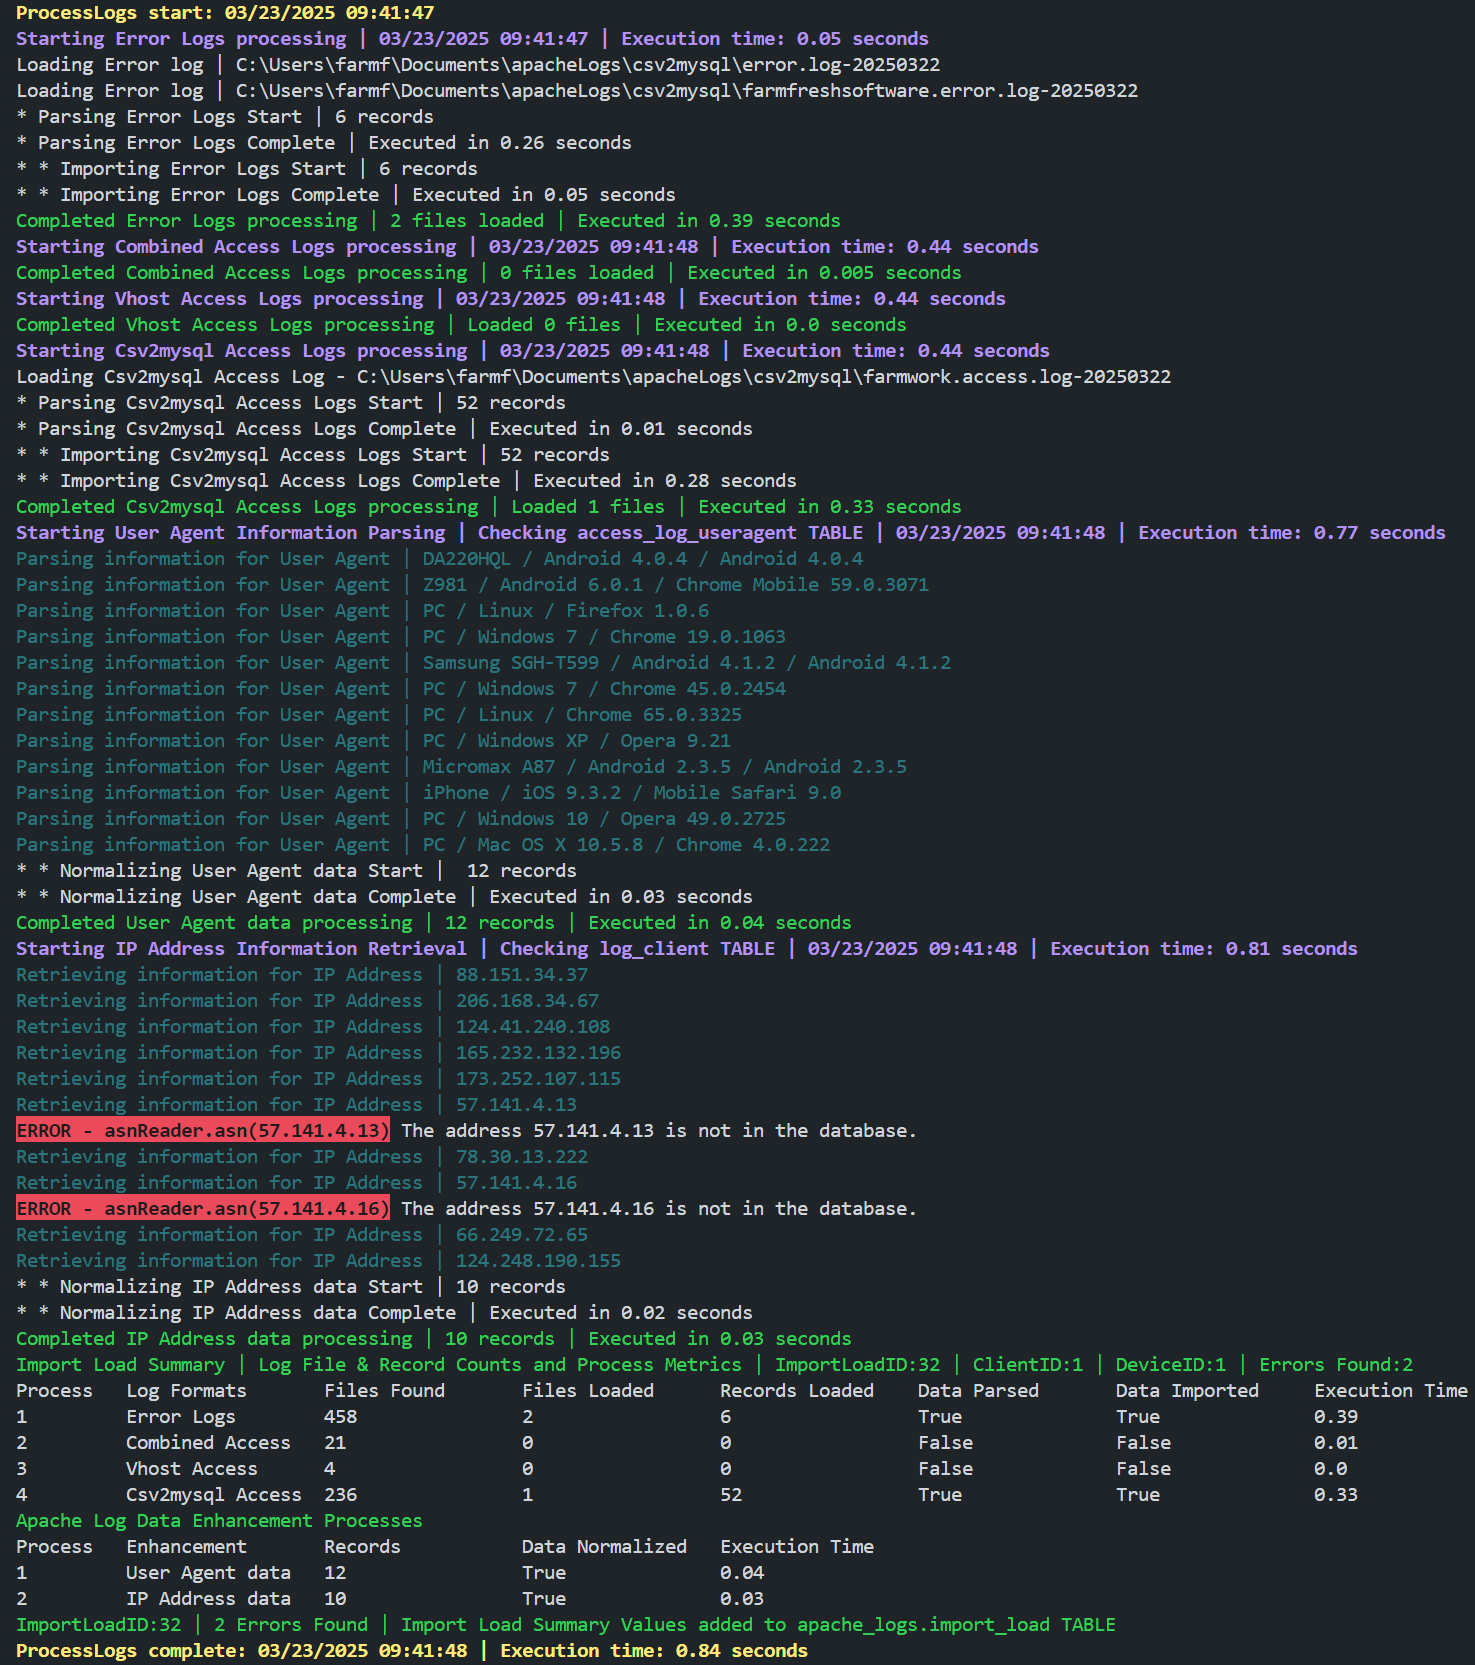 ProcessLogs start: 03/23/2025 09:41:47
Starting Error Logs processing | 03/23/2025 09:41:47 | Execution time: 0.05 seconds
Loading Error log | C:\Users\farmf\Documents\apacheLogs\csv2mysql\error.log-20250322
Loading Error log | C:\Users\farmf\Documents\apacheLogs\csv2mysql\farmfreshsoftware.error.log-20250322
* Parsing Error Logs Start | 6 records
* Parsing Error Logs Complete | Executed in 0.26 seconds
* * Importing Error Logs Start | 6 records
* * Importing Error Logs Complete | Executed in 0.05 seconds
Completed Error Logs processing | 2 files loaded | Executed in 0.39 seconds
Starting Combined Access Logs processing | 03/23/2025 09:41:48 | Execution time: 0.44 seconds
Completed Combined Access Logs processing | 0 files loaded | Executed in 0.005 seconds
Starting Vhost Access Logs processing | 03/23/2025 09:41:48 | Execution time: 0.44 seconds
Completed Vhost Access Logs processing | Loaded 0 files | Executed in 0.0 seconds
Starting Csv2mysql Access Logs processing | 03/23/2025 09:41:48 | Execution time: 0.44 seconds
Loading Csv2mysql Access Log - C:\Users\farmf\Documents\apacheLogs\csv2mysql\farmwork.access.log-20250322
* Parsing Csv2mysql Access Logs Start | 52 records
* Parsing Csv2mysql Access Logs Complete | Executed in 0.01 seconds
* * Importing Csv2mysql Access Logs Start | 52 records
* * Importing Csv2mysql Access Logs Complete | Executed in 0.28 seconds
Completed Csv2mysql Access Logs processing | Loaded 1 files | Executed in 0.33 seconds
Starting User Agent Information Parsing | Checking access_log_useragent TABLE | 03/23/2025 09:41:48 | Execution time: 0.77 seconds
Parsing information for User Agent | DA220HQL / Android 4.0.4 / Android 4.0.4
Parsing information for User Agent | Z981 / Android 6.0.1 / Chrome Mobile 59.0.3071
Parsing information for User Agent | PC / Linux / Firefox 1.0.6
Parsing information for User Agent | PC / Windows 7 / Chrome 19.0.1063
Parsing information for User Agent | Samsung SGH-T599 / Android 4.1.2 / Android 4.1.2
Parsing information for User Agent | PC / Windows 7 / Chrome 45.0.2454
Parsing information for User Agent | PC / Linux / Chrome 65.0.3325
Parsing information for User Agent | PC / Windows XP / Opera 9.21
Parsing information for User Agent | Micromax A87 / Android 2.3.5 / Android 2.3.5
Parsing information for User Agent | iPhone / iOS 9.3.2 / Mobile Safari 9.0
Parsing information for User Agent | PC / Windows 10 / Opera 49.0.2725
Parsing information for User Agent | PC / Mac OS X 10.5.8 / Chrome 4.0.222
* * Normalizing User Agent data Start |  12 records
* * Normalizing User Agent data Complete | Executed in 0.03 seconds
Completed User Agent data processing | 12 records | Executed in 0.04 seconds
Starting IP Address Information Retrieval | Checking log_client TABLE | 03/23/2025 09:41:48 | Execution time: 0.81 seconds
Retrieving information for IP Address | 88.151.34.37
Retrieving information for IP Address | 206.168.34.67
Retrieving information for IP Address | 124.41.240.108
Retrieving information for IP Address | 165.232.132.196
Retrieving information for IP Address | 173.252.107.115
Retrieving information for IP Address | 57.141.4.13
ERROR - asnReader.asn(57.141.4.13) The address 57.141.4.13 is not in the database.
Retrieving information for IP Address | 78.30.13.222
Retrieving information for IP Address | 57.141.4.16
ERROR - asnReader.asn(57.141.4.16) The address 57.141.4.16 is not in the database.
Retrieving information for IP Address | 66.249.72.65
Retrieving information for IP Address | 124.248.190.155
* * Normalizing IP Address data Start | 10 records
* * Normalizing IP Address data Complete | Executed in 0.02 seconds
Completed IP Address data processing | 10 records | Executed in 0.03 seconds
Import Load Summary | Log File & Record Counts and Process Metrics | ImportLoadID:32 | ClientID:1 | DeviceID:1 | Errors Found:2
Process   Log Formats       Files Found       Files Loaded      Records Loaded    Data Parsed       Data Imported     Execution Time
1         Error Logs        458               2                 6                 True              True              0.39
2         Combined Access   21                0                 0                 False             False             0.01
3         Vhost Access      4                 0                 0                 False             False             0.0
4         Csv2mysql Access  236               1                 52                True              True              0.33
Apache Log Data Enhancement Processes
Process   Enhancement       Records           Data Normalized   Execution Time
1         User Agent data   12                True              0.04
2         IP Address data   10                True              0.03
ImportLoadID:32 | 2 Errors Found | Import Load Summary Values added to apache_logs.import_load TABLE
ProcessLogs complete: 03/23/2025 09:41:48 | Execution time: 0.84 seconds